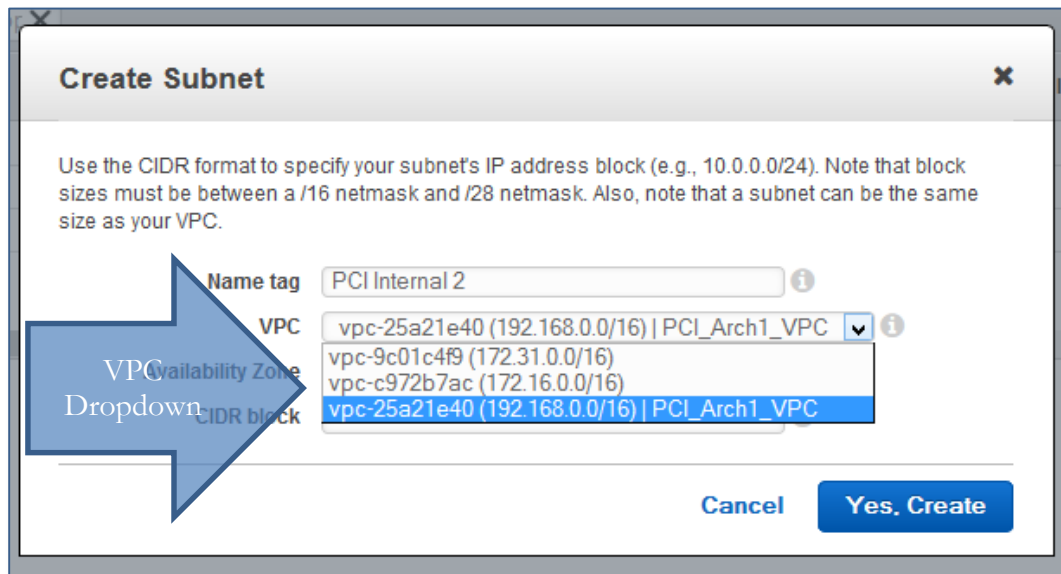 Create Subnet
Use the CIDR format to specify your subnet's IP address block (e.g., 10.0.0.0/24). Note that block
sizes must be between a /16 netmask and /28 netmask. Also, note that a subnet can be the same
size as your VPC.
Name tag PCI Internal 2
VPC vpc-25a21e40 (192.168.0.0/16) | PCI_Arch1_VPC
vpc-9c01c4f9 (172.31.0.0/16)
Availability Zone
vpc-c972b7ac (172.16.0.0/16)
vpc-25a21e40 (192.168.0.0/16) | PCI_Arch1_VPC
CIDR block
VPC
Dropdown
Cancel Yes, Create